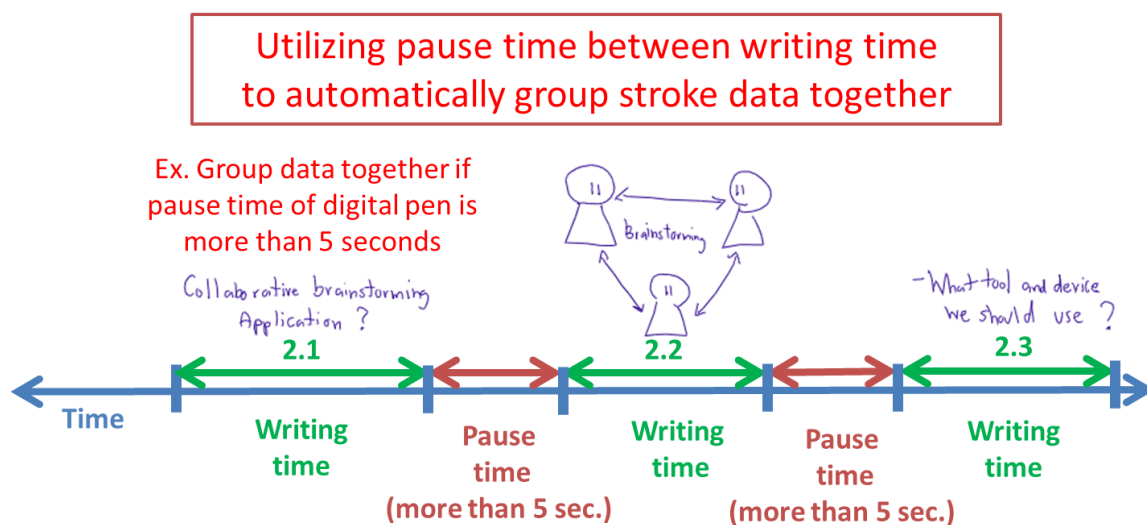 Utilizing pause time between writing time
to automatically group stroke data together
Ex. Group data together if
pause time of digital pen is
more than 5 seconds
Collaborative brainstorming
Application ?
Brainstorming
-What tool and device
we should use ?
2.1
2.2
2.3
Time
Writing
time
Pause
time
(more than 5 sec.)
Writing
time
Pause
time
(more than 5 sec.)
Writing
time